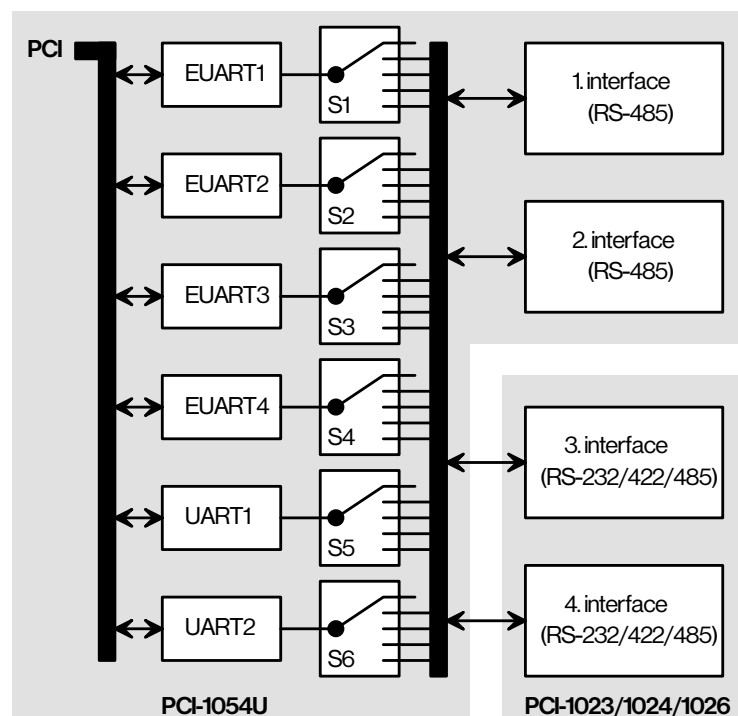 PCI
EUART1
S1
1. interface
(RS-485)
EUART2
S2
2. interface
(RS-485)
EUART3
S3
EUART4
S4
3. interface
(RS-232/422/485)
UART1
S5
UART2
S6
4. interface
(RS-232/422/485)
PCI-1054U
PCI-1023/1024/1026